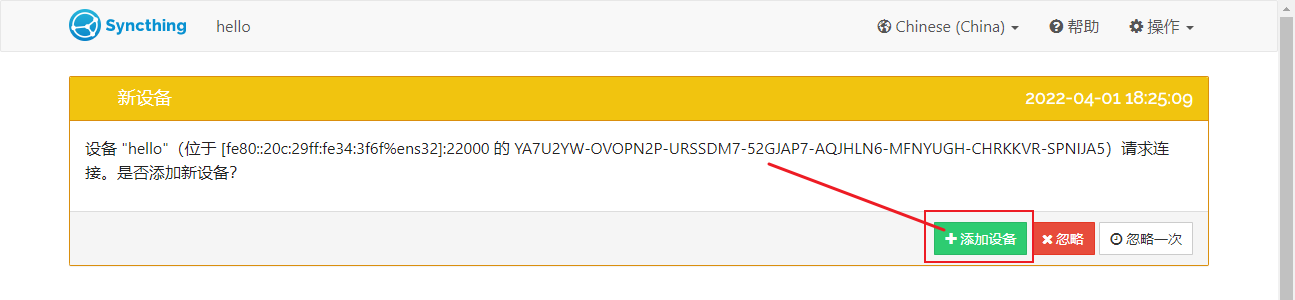 Syncthing hello Chinese (China) 帮助 操作
新设备 2022-04-01 18:25:09
设备 "hello"（位于 [fe80::20c:29ff:fe34:3f6f%ens32]:22000 的 YA7U2YW-OVOPN2P-URSSDM7-52GJAP7-AQJHLN6-MFNYUGH-CHRKKVR-SPNIJA5）请求连
接。是否添加新设备？
添加设备 忽略 忽略一次